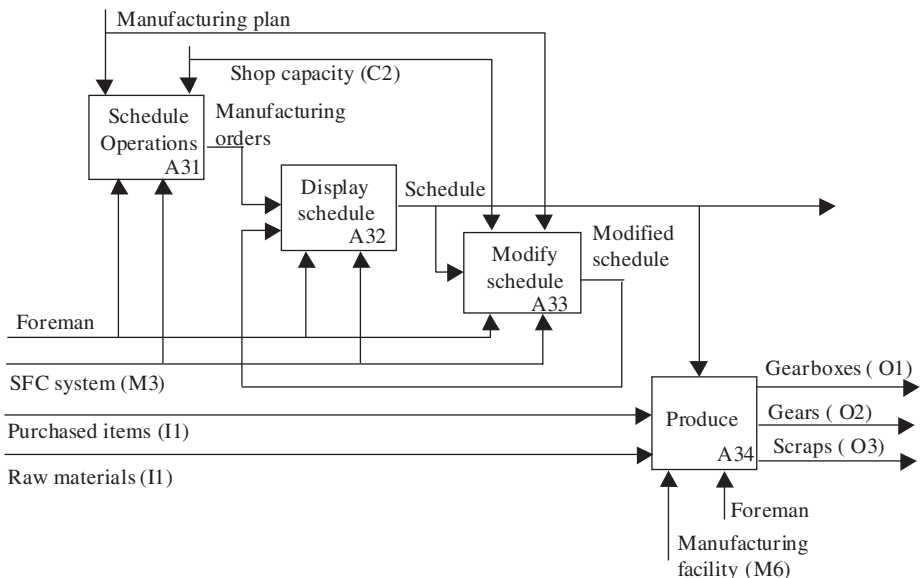 Manufacturing plan
Shop capacity (C2)
Schedule
Operations
A31
Manufacturing
orders
Display
schedule
A32
Schedule
Modify
schedule
A33
Modified
schedule
Foreman
SFC system (M3)
Purchased items (I1)
Raw materials (I1)
Produce
A34
Gearboxes ( O1)
Gears ( O2)
Scraps ( O3)
Foreman
Manufacturing
facility (M6)